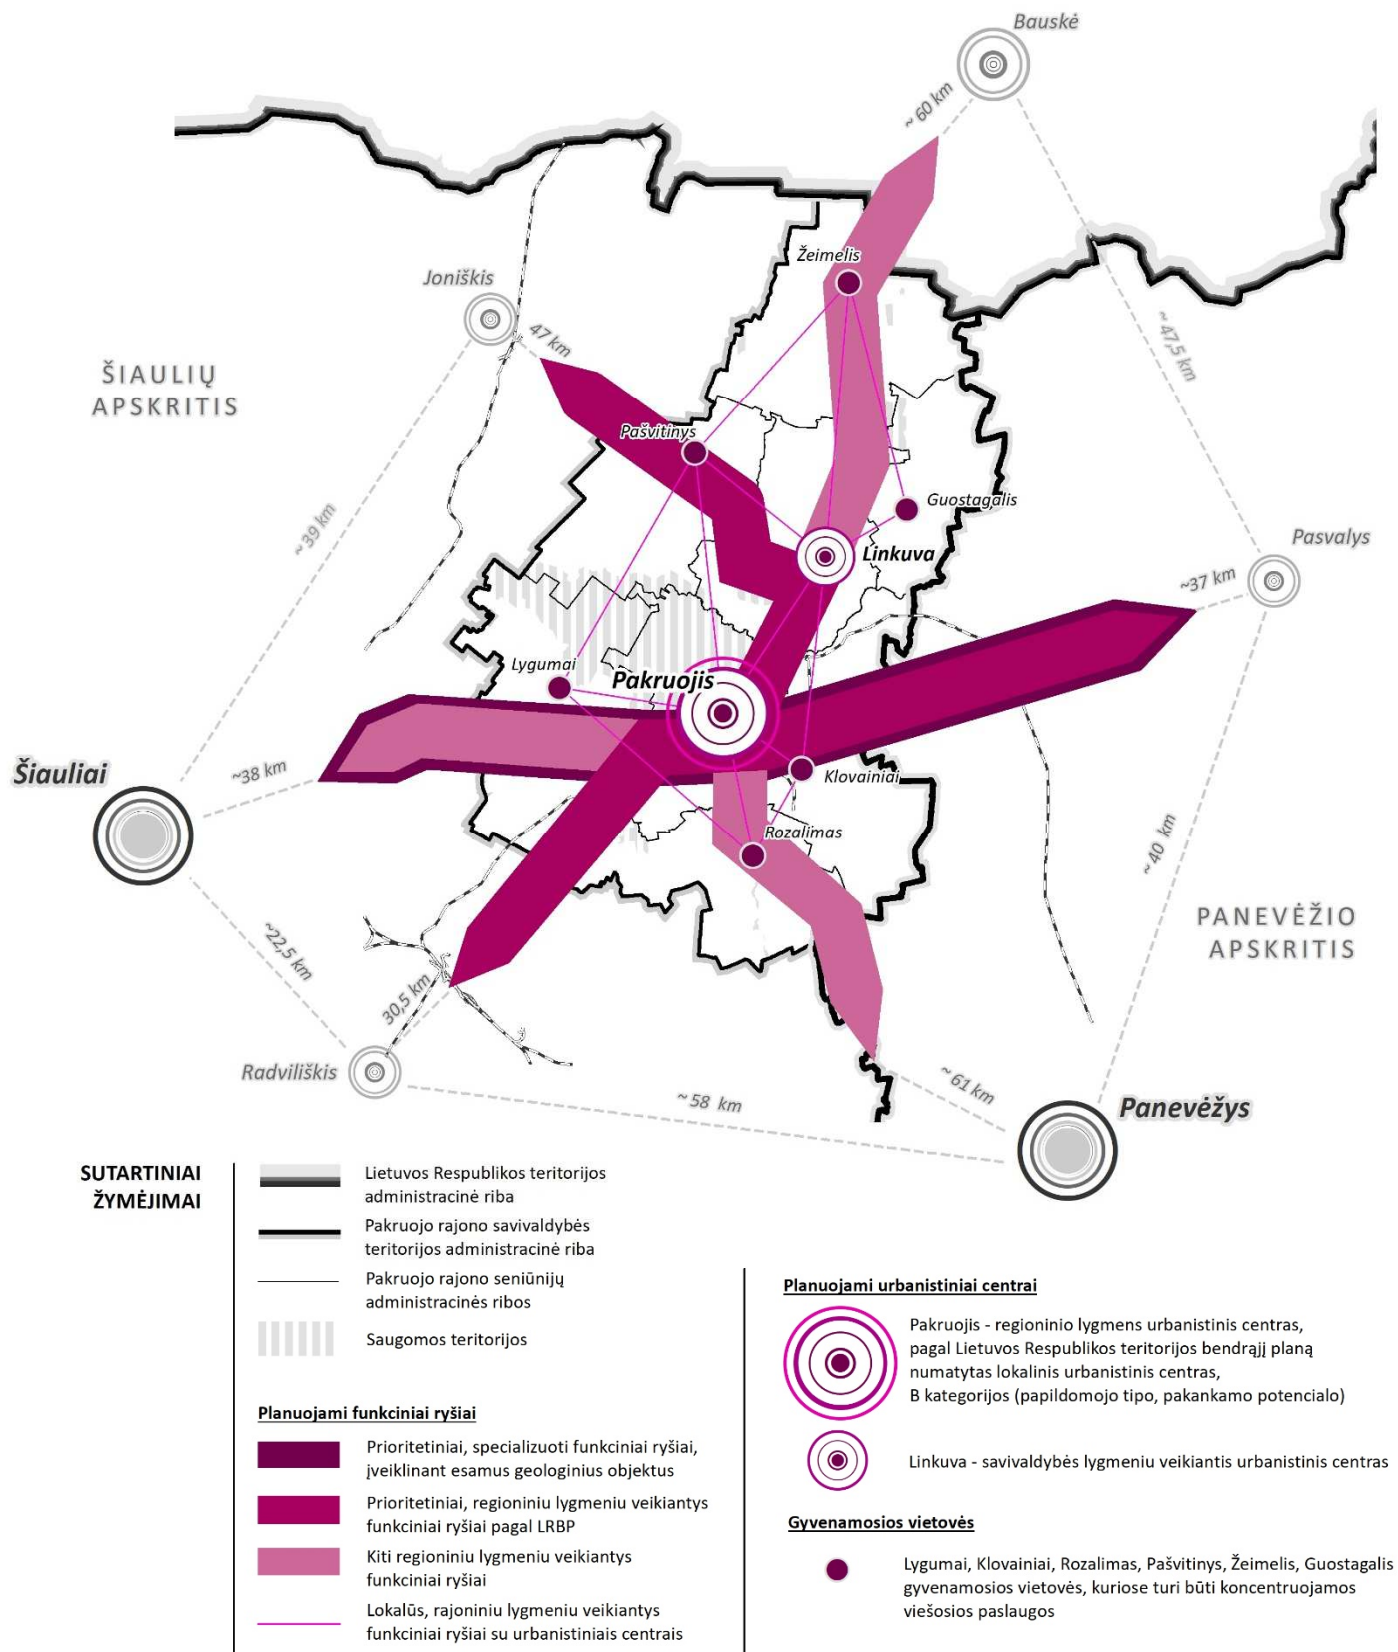 Bauskė
~ 60 km
Žeimelis
Joniškis
47 km
~ 47,5 km
ŠIAULIŲ
APSKRITIS
Pašvitinys
Guostagalis
~ 39 km
Linkuva
Pasvalys
~37 km
Lygumai
Pakruojis
Šiauliai
~38 km
Klovainiai
Rozalimas
~ 40 km
PANEVĖŽIO
APSKRITIS
~22,5 km
30,5 km
Radviliškis
~ 61 km
~ 58 km
Panevėžys
SUTARTINIAI
ŽYMĖJIMAI
Lietuvos Respublikos teritorijos
administracinė riba
Pakruojo rajono savivaldybės
teritorijos administracinė riba
Pakruojo rajono seniūnijų
administracinės ribos
Saugomos teritorijos
Planuojami funkciniai ryšiai
Prioritetiniai, specializuoti funkciniai ryšiai,
įveiklinant esamus geologinius objektus
Prioritetiniai, regioniniu lygmeniu veikiantys
funkciniai ryšiai pagal LRBP
Kiti regioniniu lygmeniu veikiantys
funkciniai ryšiai
Lokalūs, rajoniniu lygmeniu veikiantys
funkciniai ryšiai su urbanistiniais centrais
Planuojami urbanistiniai centrai
Pakruojis - regioninio lygmens urbanistinis centras,
pagal Lietuvos Respublikos teritorijos bendrąjį planą
numatytas lokalinis urbanistinis centras,
B kategorijos (papildomojo tipo, pakankamo potencialo)
Linkuva - savivaldybės lygmeniu veikiantis urbanistinis centras
Gyvenamosios vietovės
Lygumai, Klovainiai, Rozalimas, Pašvitinys, Žeimelis, Guostagalis
gyvenamosios vietovės, kuriose turi būti koncentruojamos
viešosios paslaugos